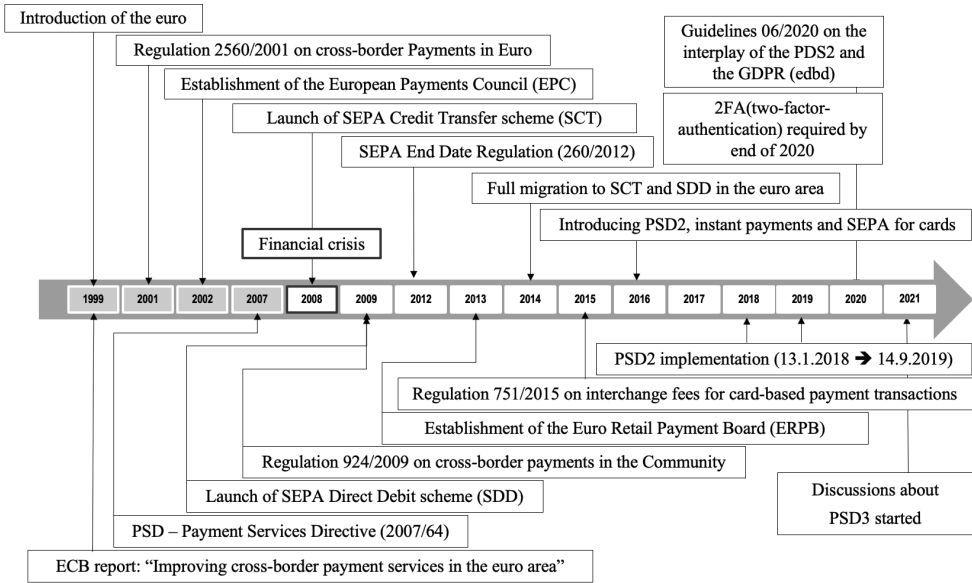 Introduction of the euro
Regulation 2560/2001 on cross-border Payments in Euro
Establishment of the European Payments Council (EPC)
Launch of SEPA Credit Transfer scheme (SCT)
SEPA End Date Regulation (260/2012)
Full migration to SCT and SDD in the euro area
Guidelines 06/2020 on the
interplay of the PDS2 and
the GDPR (edbd)
2FA(two-factor-
authentication) required by
end of 2020
Introducing PSD2, instant payments and SEPA for cards
Financial crisis
1999 2001 2002 2007 2008 2009 2012 2013 2014 2015 2016 2017 2018 2019 2020 2021
PSD2 implementation (13.1.2018 → 14.9.2019)
Regulation 751/2015 on interchange fees for card-based payment transactions
Establishment of the Euro Retail Payment Board (ERPB)
Regulation 924/2009 on cross-border payments in the Community
Launch of SEPA Direct Debit scheme (SDD)
PSD – Payment Services Directive (2007/64)
ECB report: “Improving cross-border payment services in the euro area”
Discussions about
PSD3 started